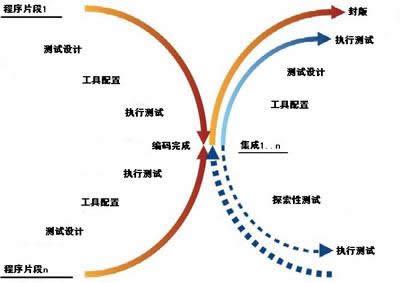 程序片段1
封版
执行测试
测试设计
测试设计
工具配置
工具配置
执行测试
编码完成
集成1..n
执行测试
工具配置
探索性测试
测试设计
执行测试
程序片段n